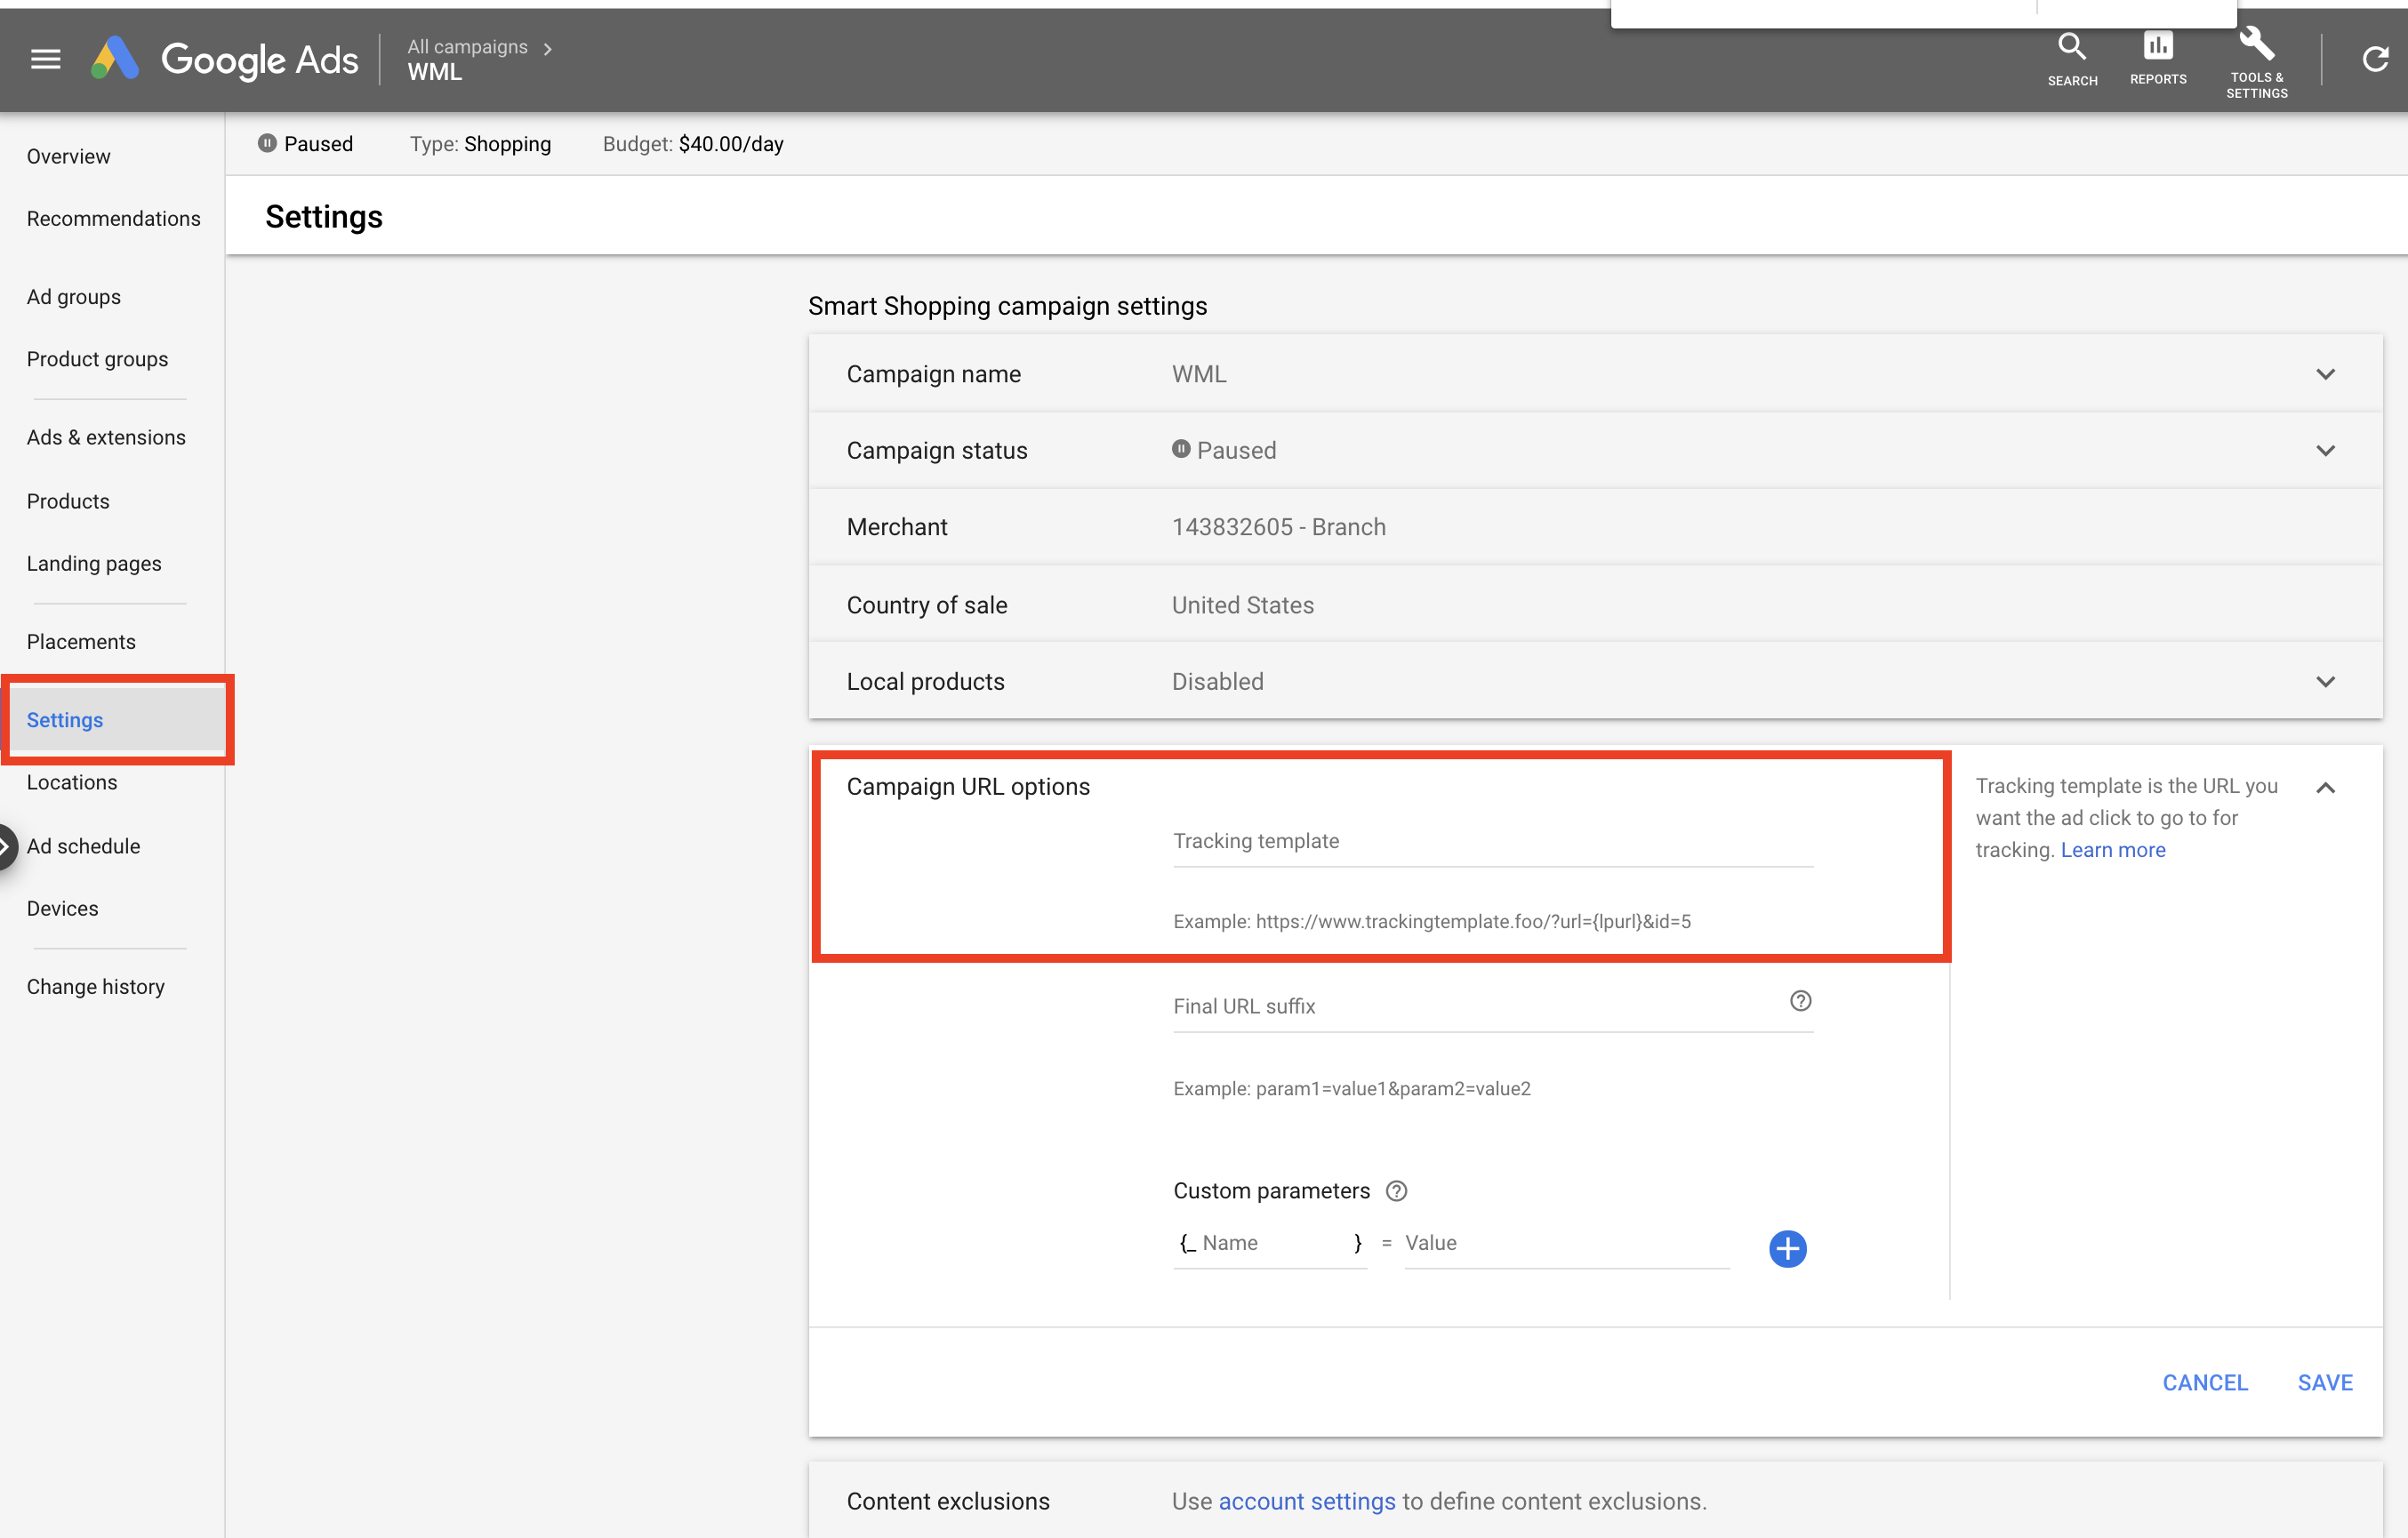 Google Ads
All campaigns
WML
SEARCH
REPORTS
TOOLS &
SETTINGS
Overview
Recommendations
Ad groups
Product groups
Ads & extensions
Products
Landing pages
Placements
Settings
Locations
Ad schedule
Devices
Change history
Paused Type: Shopping Budget: $40.00/day
Settings
Smart Shopping campaign settings
Campaign name WML
Campaign status Paused
Merchant 143832605 - Branch
Country of sale United States
Local products Disabled
Campaign URL options
Tracking template
Example: https://www.trackingtemplate.foo/?url={lpurl}&id=5
Tracking template is the URL you
want the ad click to go to for
tracking. Learn more
Final URL suffix
Example: param1=value1&param2=value2
Custom parameters
{_ Name } = Value
CANCEL SAVE
Content exclusions Use account settings to define content exclusions.